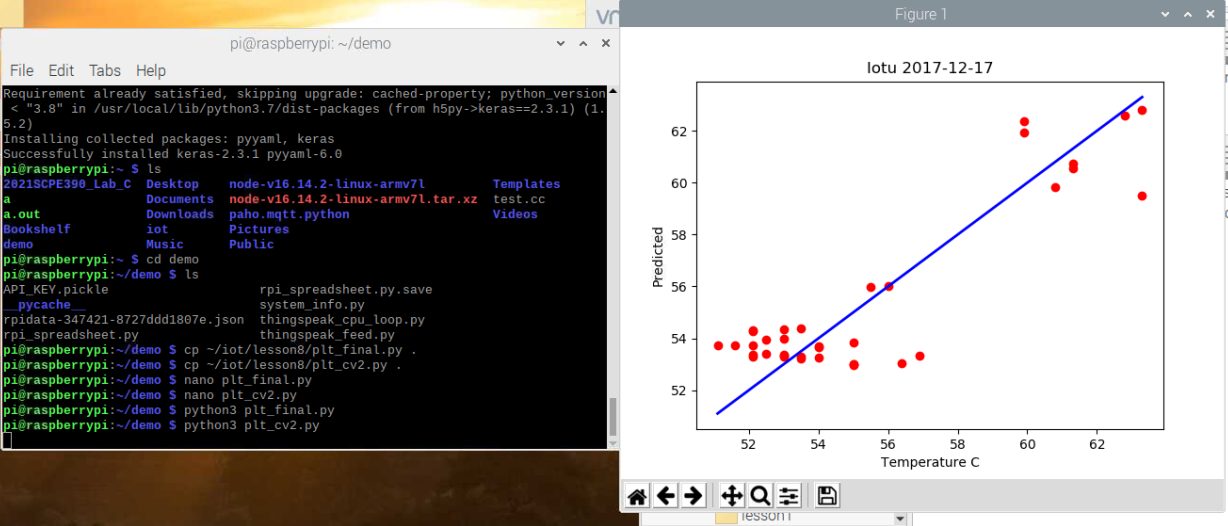 pi@raspberrypi: ~/demo
File Edit Tabs Help
Requirement already satisfied, skipping upgrade: cached-property; python_version
< "3.8" in /usr/local/lib/python3.7/dist-packages (from h5py->keras==2.3.1) (1.
5.2)
Installing collected packages: pyyaml, keras
Successfully installed keras-2.3.1 pyyaml-6.0
pi@raspberrypi:~ $ ls
2021SCPE390_Lab_C Desktop node-v16.14.2-linux-armv7l Templates
a Documents node-v16.14.2-linux-armv7l.tar.xz test.cc
a.out Downloads paho.mqtt.python Videos
Bookshelf iot Pictures
demo Music Public
pi@raspberrypi:~ $ cd demo
pi@raspberrypi:~/demo $ ls
API_KEY.pickle rpi_spreadsheet.py.save
__pycache__ system_info.py
rpidata-347421-8727ddd1807e.json thingspeak_cpu_loop.py
rpi_spreadsheet.py thingspeak_feed.py
pi@raspberrypi:~/demo $ cp ~/iot/lesson8/plt_final.py .
pi@raspberrypi:~/demo $ cp ~/iot/lesson8/plt_cv2.py .
pi@raspberrypi:~/demo $ nano plt_final.py
pi@raspberrypi:~/demo $ nano plt_cv2.py
pi@raspberrypi:~/demo $ python3 plt_final.py
pi@raspberrypi:~/demo $ python3 plt_cv2.py
Figure 1
Iotu 2017-12-17
62
60
58
56
54
52
Predicted
52 54 56 58 60 62
Temperature C
lesson1